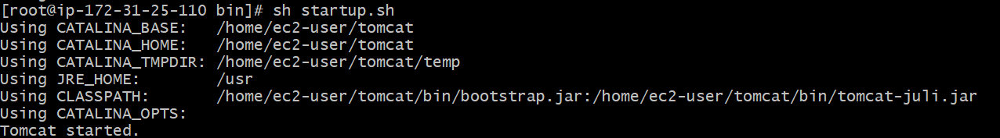 [root@ip-172-31-25-110 bin]# sh startup.sh
Using CATALINA_BASE:   /home/ec2-user/tomcat
Using CATALINA_HOME:   /home/ec2-user/tomcat
Using CATALINA_TMPDIR: /home/ec2-user/tomcat/temp
Using JRE_HOME:        /usr
Using CLASSPATH:       /home/ec2-user/tomcat/bin/bootstrap.jar:/home/ec2-user/tomcat/bin/tomcat-juli.jar
Using CATALINA_OPTS:
Tomcat started.